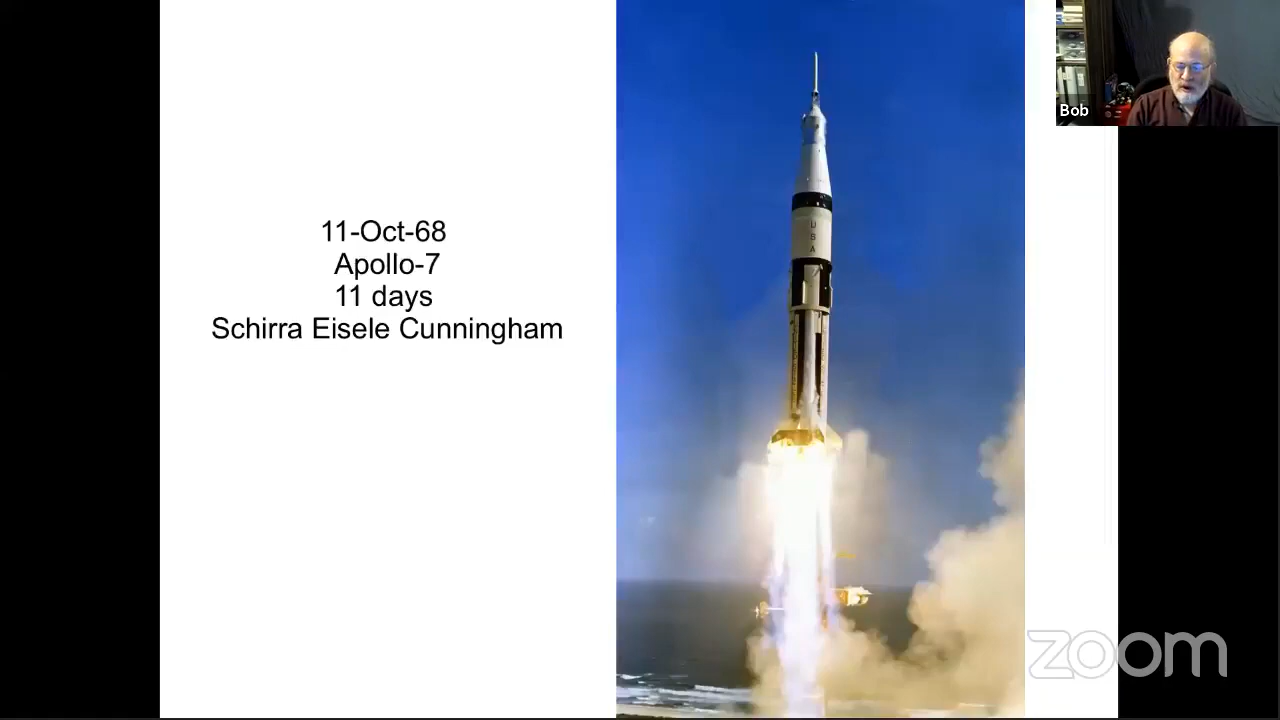 11-Oct-68
Apollo-7
11 days
Schirra Eisele Cunningham
Bob
zoom